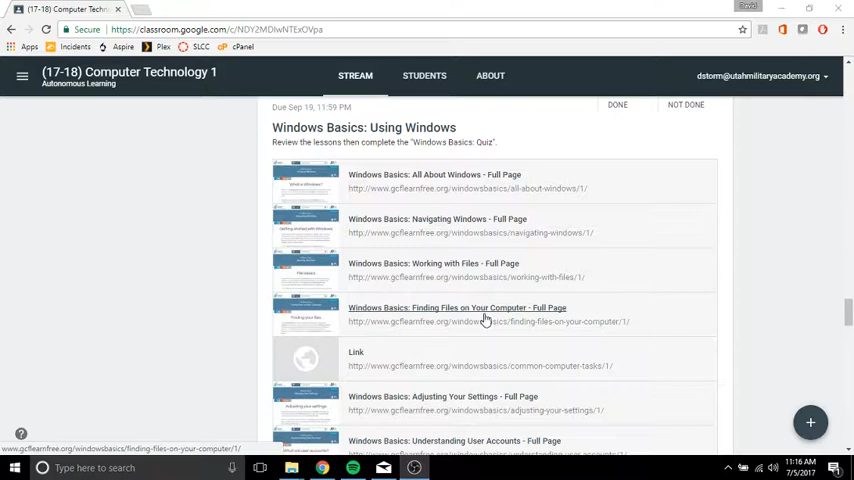 David
(17-18) Computer Techno
Secure
https://classroom.google.com/c/NDY2MDIwNTExOVpa
Apps Incidents Aspire Plex SLCC cPanel
(17-18) Computer Technology 1
Autonomous Learning
STREAM STUDENTS ABOUT
dstorm@utahmilitaryacademy.org
Due Sep 19, 11:59 PM
DONE NOT DONE
Windows Basics: Using Windows
Review the lessons then complete the "Windows Basics: Quiz".
Windows Basics: All About Windows - Full Page
http://www.gcflearnfree.org/windowsbasics/all-about-windows/1/
Windows Basics: Navigating Windows - Full Page
http://www.gcflearnfree.org/windowsbasics/navigating-windows/1/
Windows Basics: Working with Files - Full Page
http://www.gcflearnfree.org/windowsbasics/working-with-files/1/
Windows Basics: Finding Files on Your Computer - Full Page
http://www.gcflearnfree.org/windowsbasics/finding-files-on-your-computer/1/
Link
http://www.gcflearnfree.org/windowsbasics/common-computer-tasks/1/
Windows Basics: Adjusting Your Settings - Full Page
http://www.gcflearnfree.org/windowsbasics/adjusting-your-settings/1/
Windows Basics: Understanding User Accounts - Full Page
www.gcflearnfree.org/windowsbasics/finding-files-on-your-computer/1/
Type here to search
11:16 AM
7/5/2017